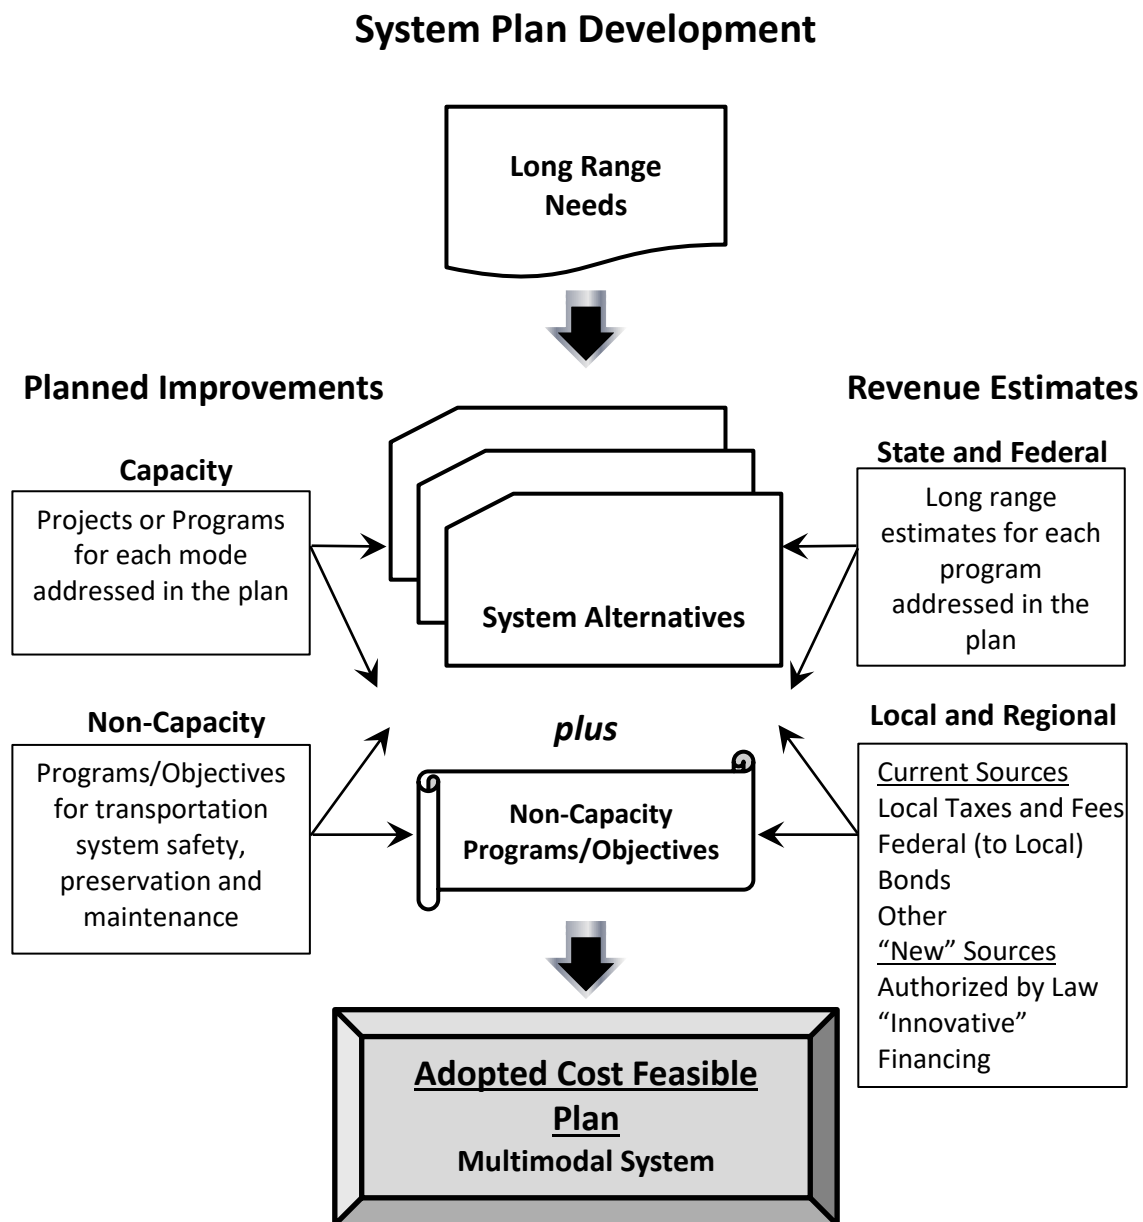 System Plan Development
Long Range
Needs
Planned Improvements
Capacity
Projects or Programs
for each mode
addressed in the plan
Non-Capacity
Programs/Objectives
for transportation
system safety,
preservation and
maintenance
System Alternatives
plus
Non-Capacity
Programs/Objectives
Revenue Estimates
State and Federal
Long range
estimates for each
program
addressed in the
plan
Local and Regional
Current Sources
Local Taxes and Fees
Federal (to Local)
Bonds
Other
“New” Sources
Authorized by Law
“Innovative”
Financing
Adopted Cost Feasible
Plan
Multimodal System